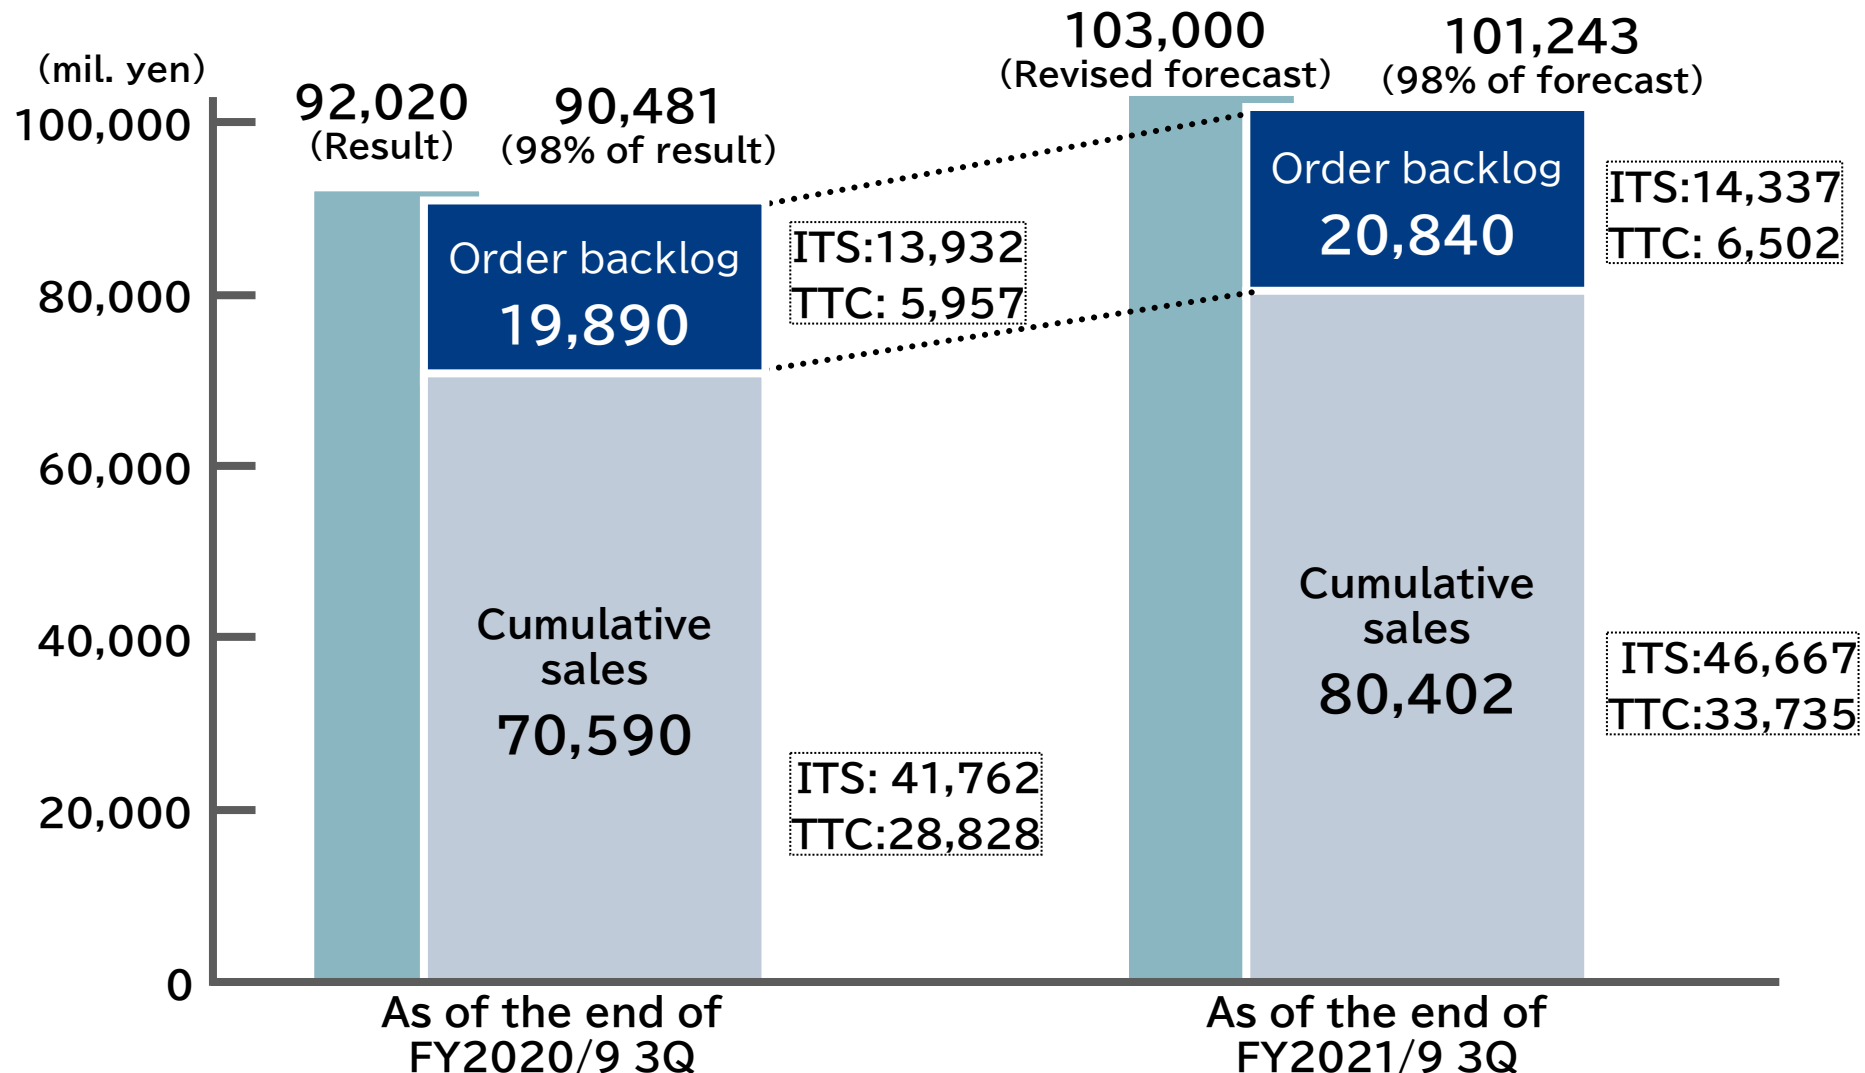 (mil. yen)
100,000
80,000
60,000
40,000
20,000
0
92,020
(Result)
90,481
(98% of result)
Order backlog
19,890
ITS:13,932
TTC: 5,957
Cumulative
sales
70,590
ITS: 41,762
TTC:28,828
As of the end of
FY2020/9 3Q
103,000
(Revised forecast)
101,243
(98% of forecast)
Order backlog
20,840
ITS:14,337
TTC: 6,502
Cumulative
sales
80,402
ITS:46,667
TTC:33,735
As of the end of
FY2021/9 3Q